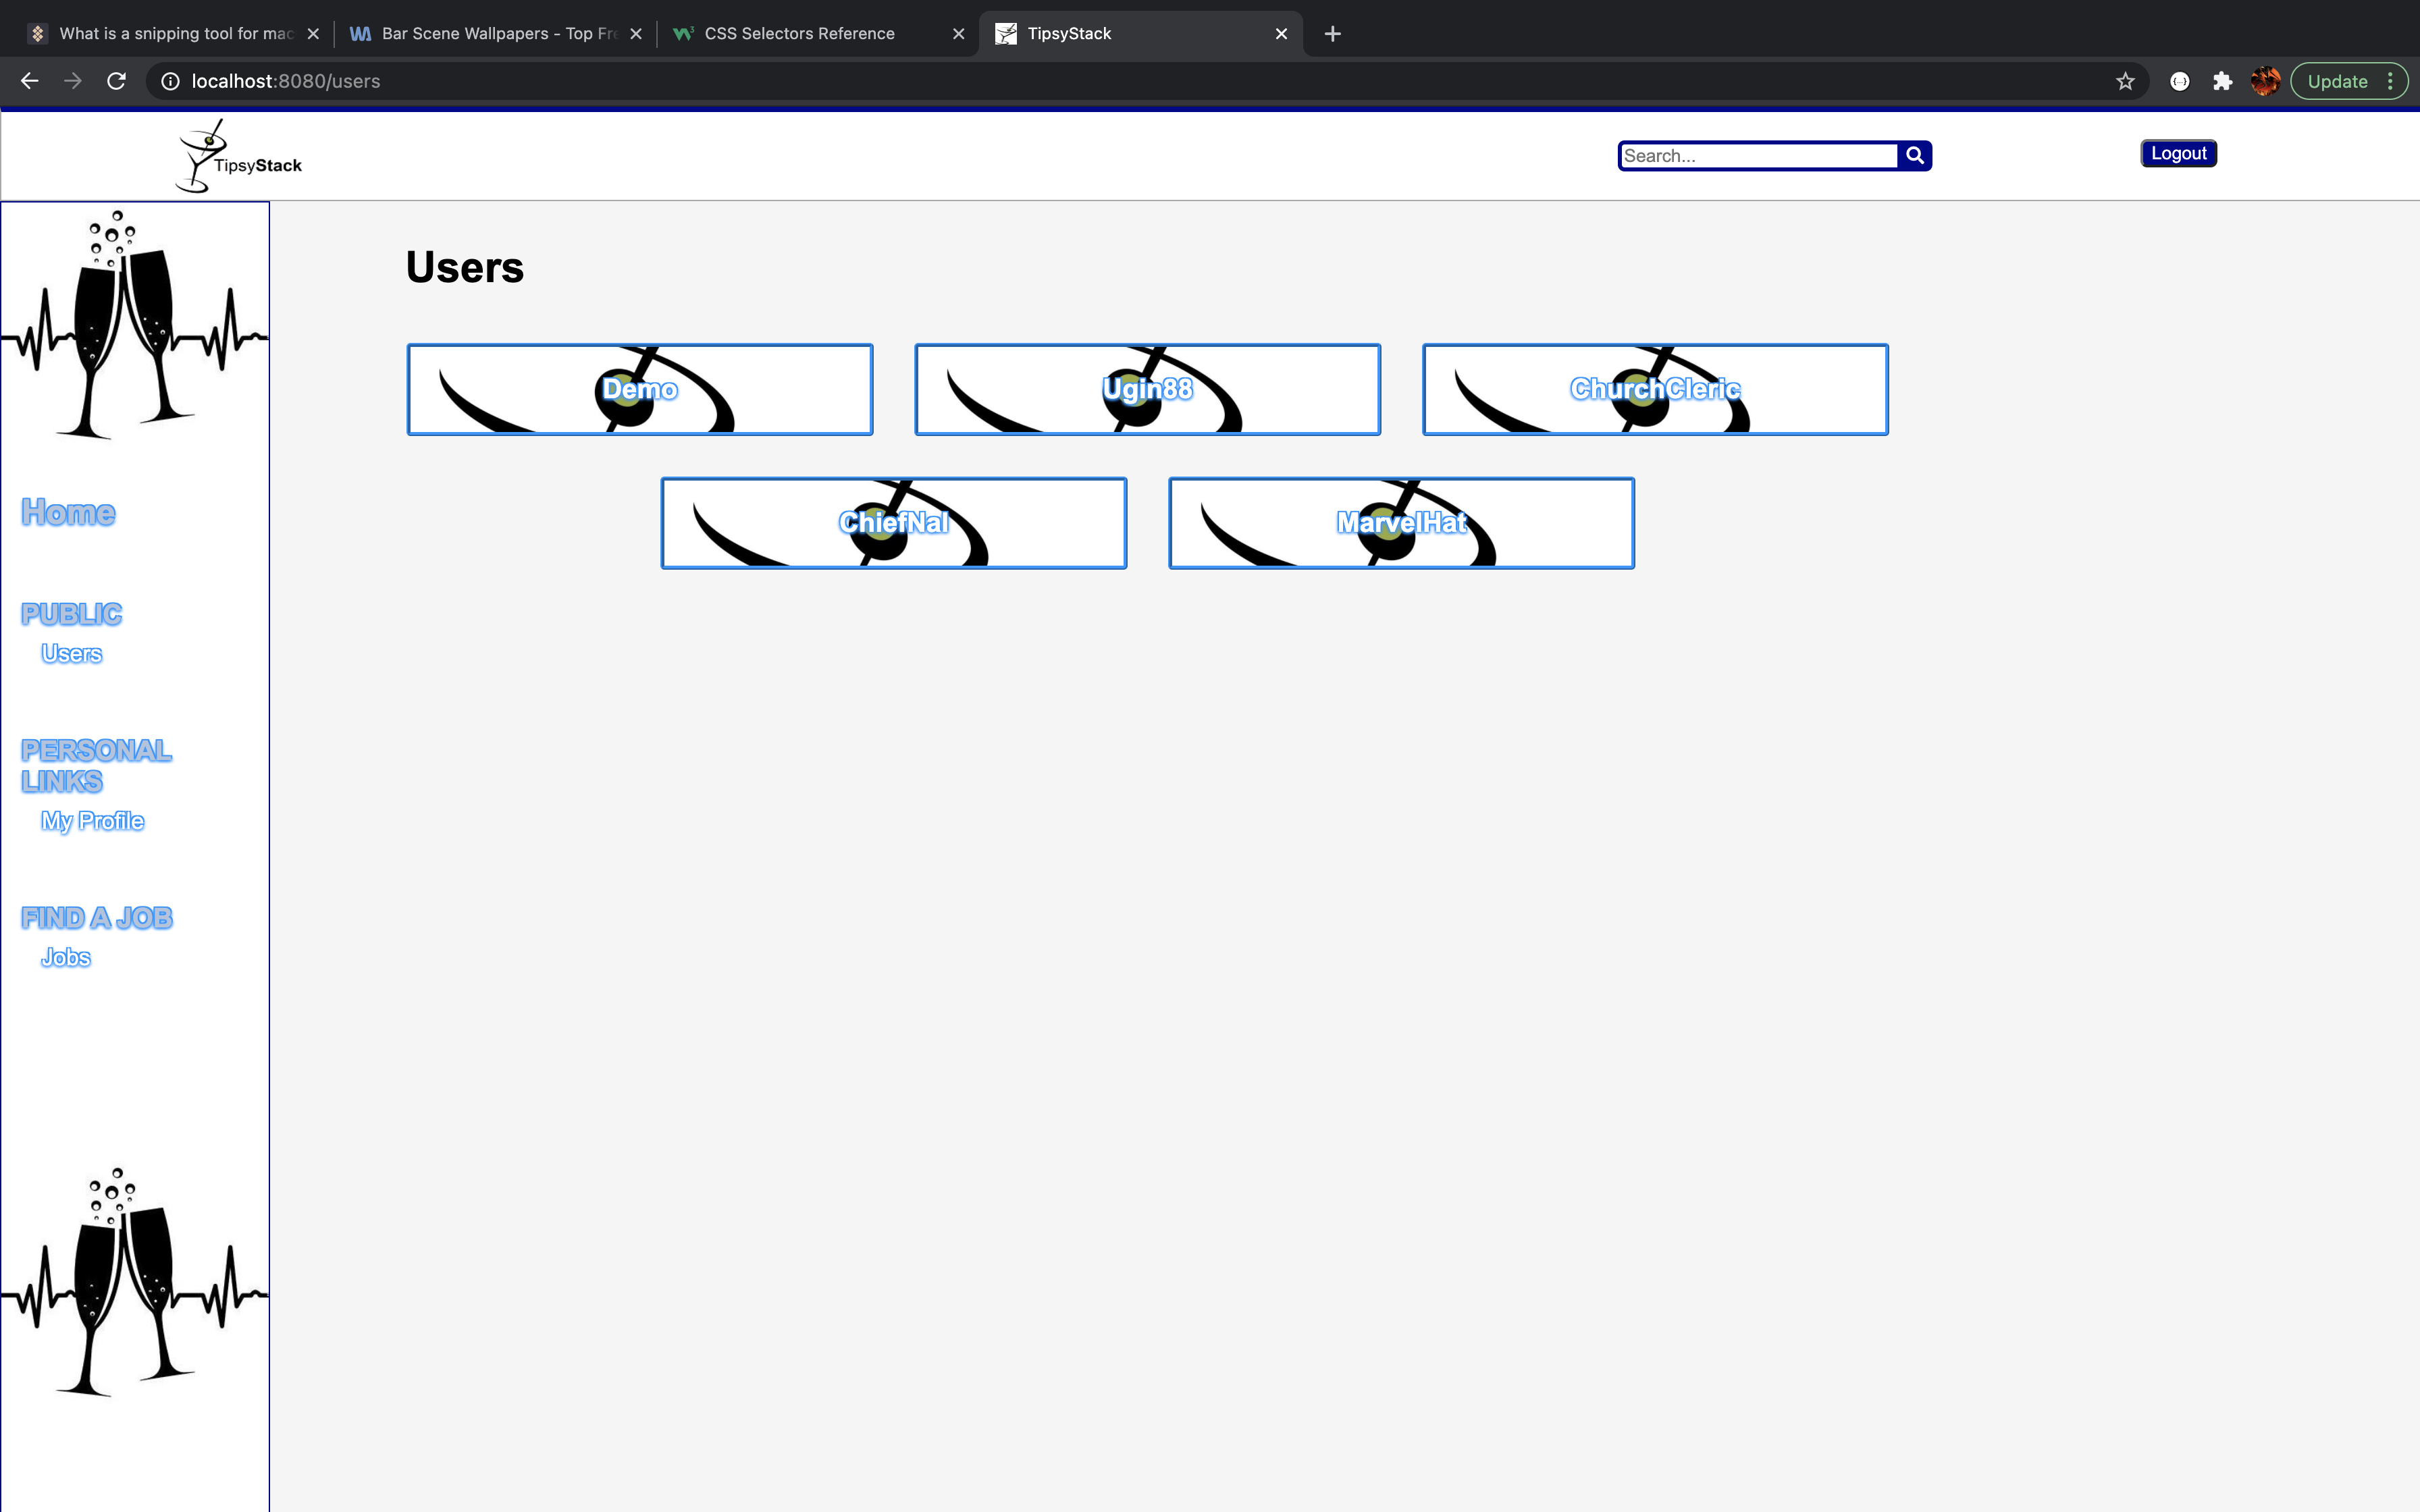 What is a snipping tool for mac
Bar Scene Wallpapers - Top Fre
CSS Selectors Reference
TipsyStack
localhost:8080/users
Update
TipsyStack
Search...
Logout
Users
Demo
Ugin88
ChurchCleric
ChiefNal
MarvelHat
Home
PUBLIC
Users
PERSONAL
LINKS
My Profile
FIND A JOB
Jobs